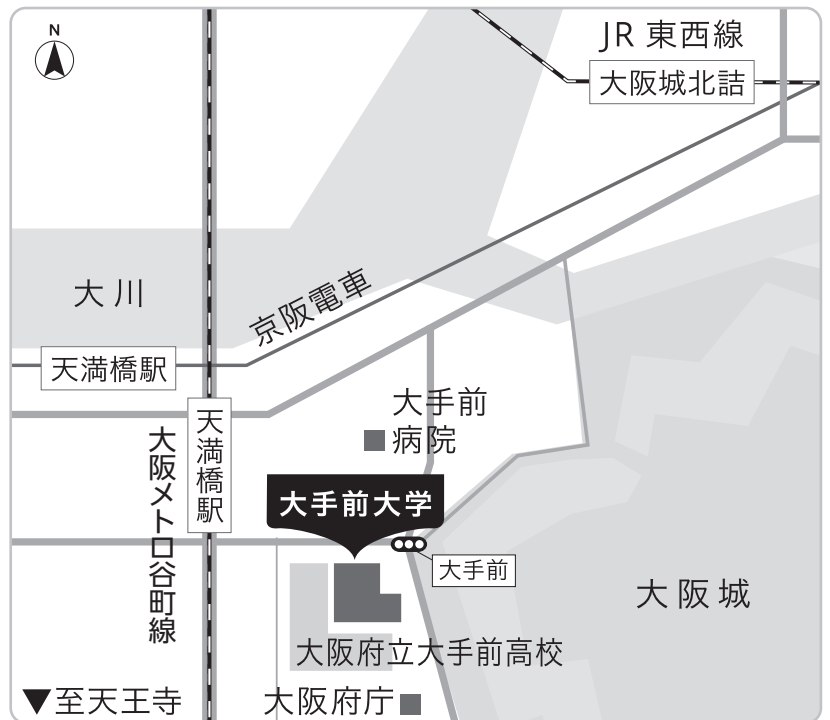 N
JR 東西線
大阪城北詰
大川
京阪電車
天満橋駅
天満橋駅
大阪メトロ谷町線
大手前
病院
大手前大学
大手前
大阪城
大阪府立大手前高校
▼至天王寺
大阪府庁